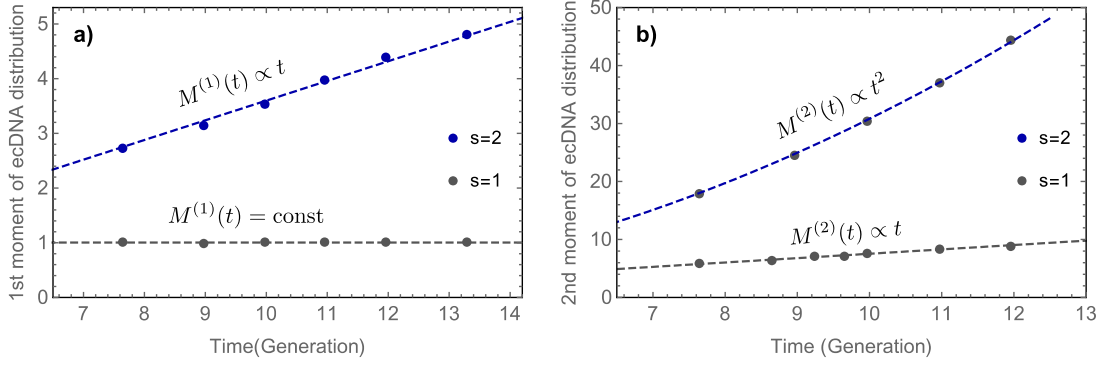 a)
1st moment of ecDNA distribution
5
4
3
2
1
0
M^{(1)}(t) ∝ t
s=2
s=1
M^{(1)}(t) = const
7 8 9 10 11 12 13 14
Time(Generation)
b)
2nd moment of ecDNA distribution
50
40
30
20
10
0
M^{(2)}(t) ∝ t^2
s=2
s=1
M^{(2)}(t) ∝ t
7 8 9 10 11 12 13
Time (Generation)